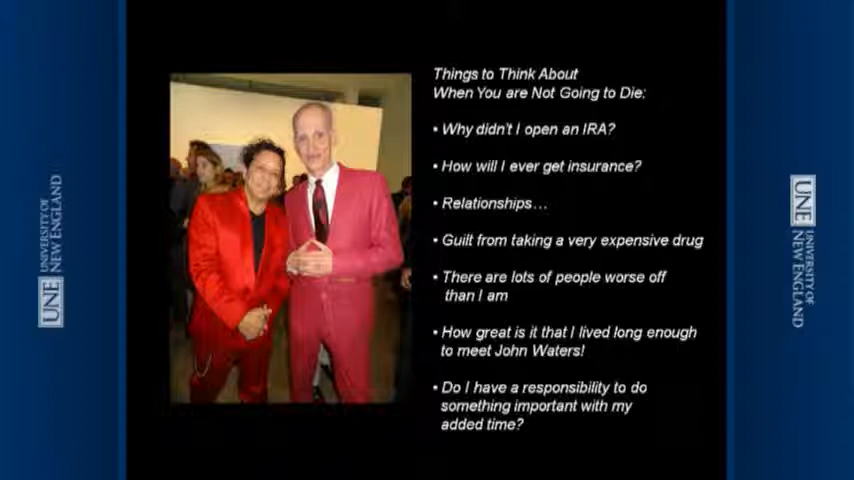 UNE UNIVERSITY OF
NEW ENGLAND
Things to Think About
When You are Not Going to Die:
• Why didn't I open an IRA?
• How will I ever get insurance?
• Relationships…
• Guilt from taking a very expensive drug
• There are lots of people worse off
than I am
• How great is it that I lived long enough
to meet John Waters!
• Do I have a responsibility to do
something important with my
added time?
UNE UNIVERSITY OF
NEW ENGLAND